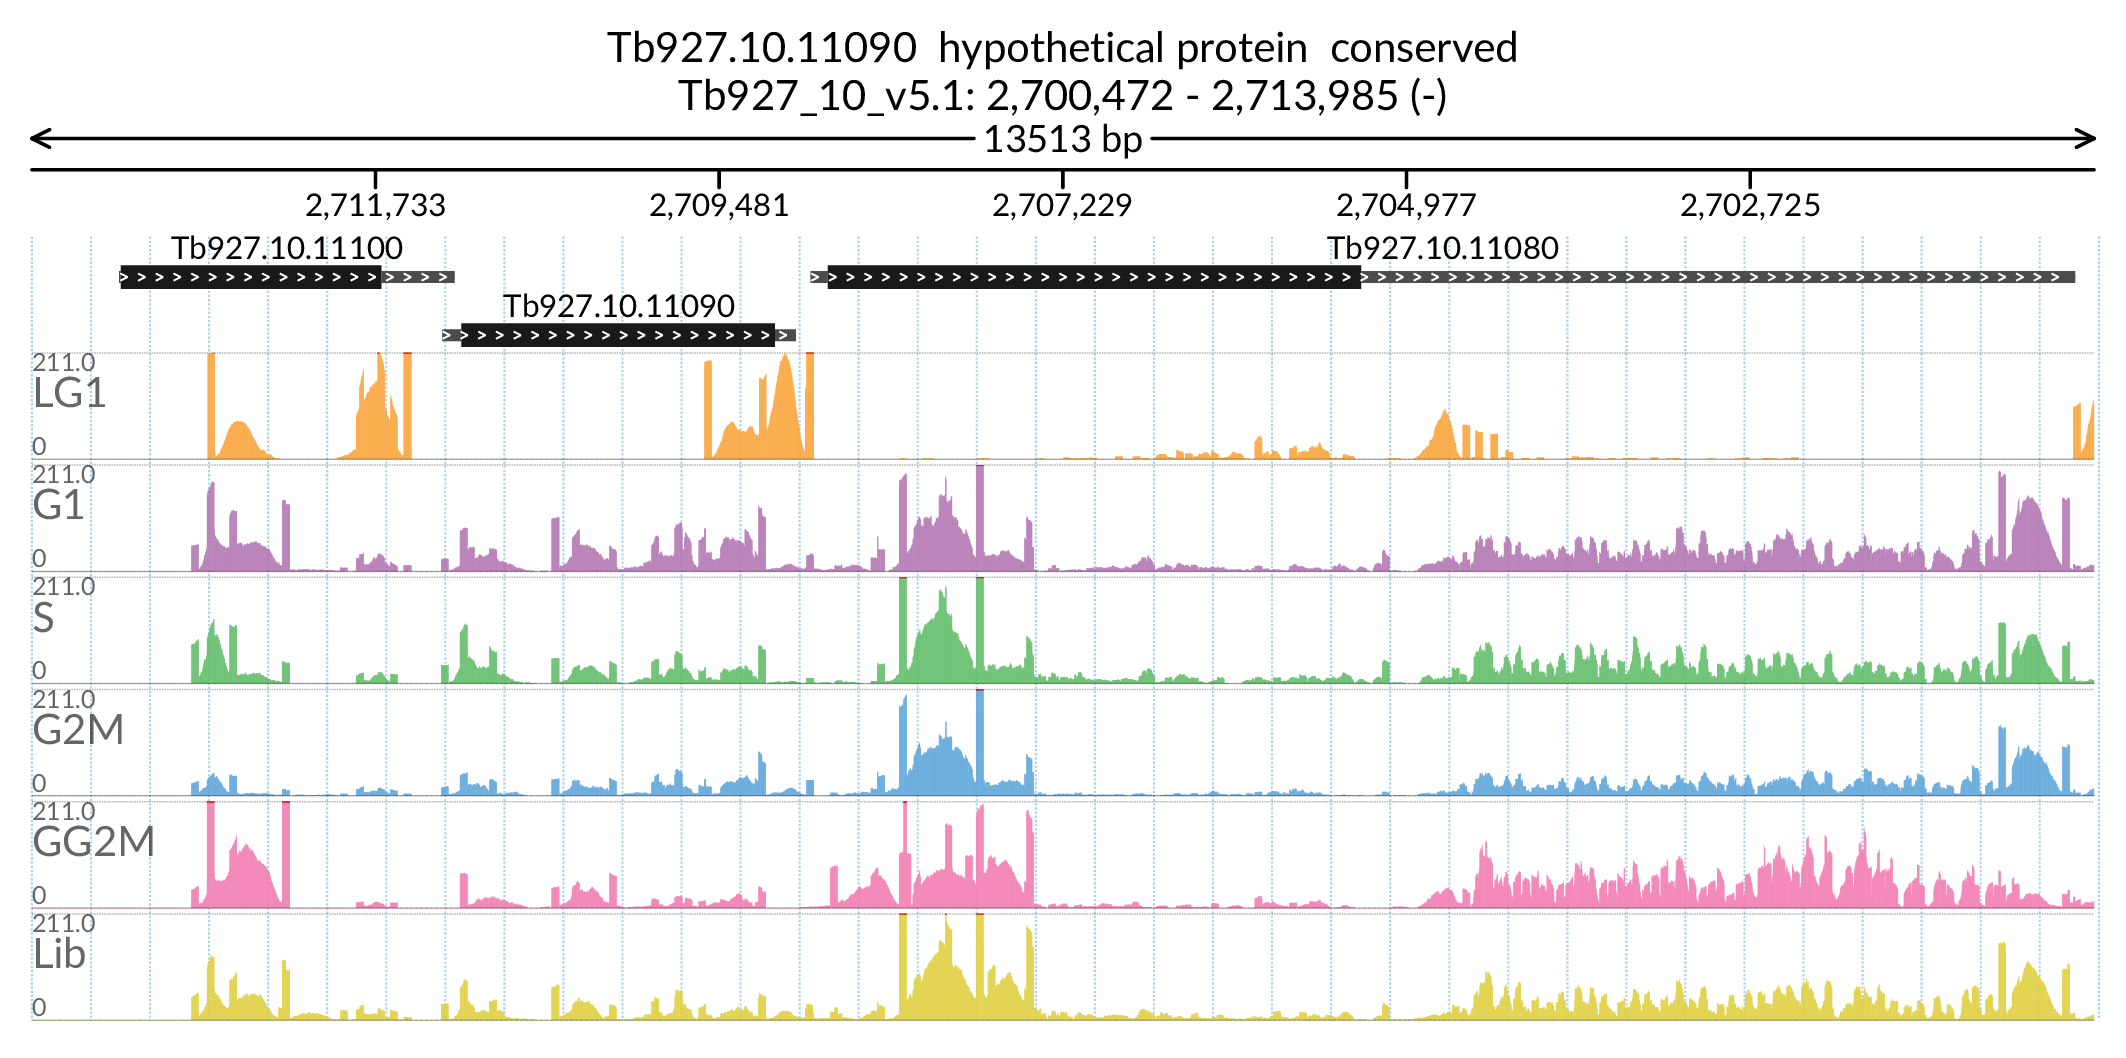 Tb927.10.11090 hypothetical protein conserved
Tb927_10_v5.1: 2,700,472 - 2,713,985 (-)
13513 bp
2,711,733 2,709,481 2,707,229 2,704,977 2,702,725
Tb927.10.11100 Tb927.10.11080
Tb927.10.11090
211.0
LG1
0
211.0
G1
0
211.0
S
0
211.0
G2M
0
211.0
GG2M
0
211.0
Lib
0